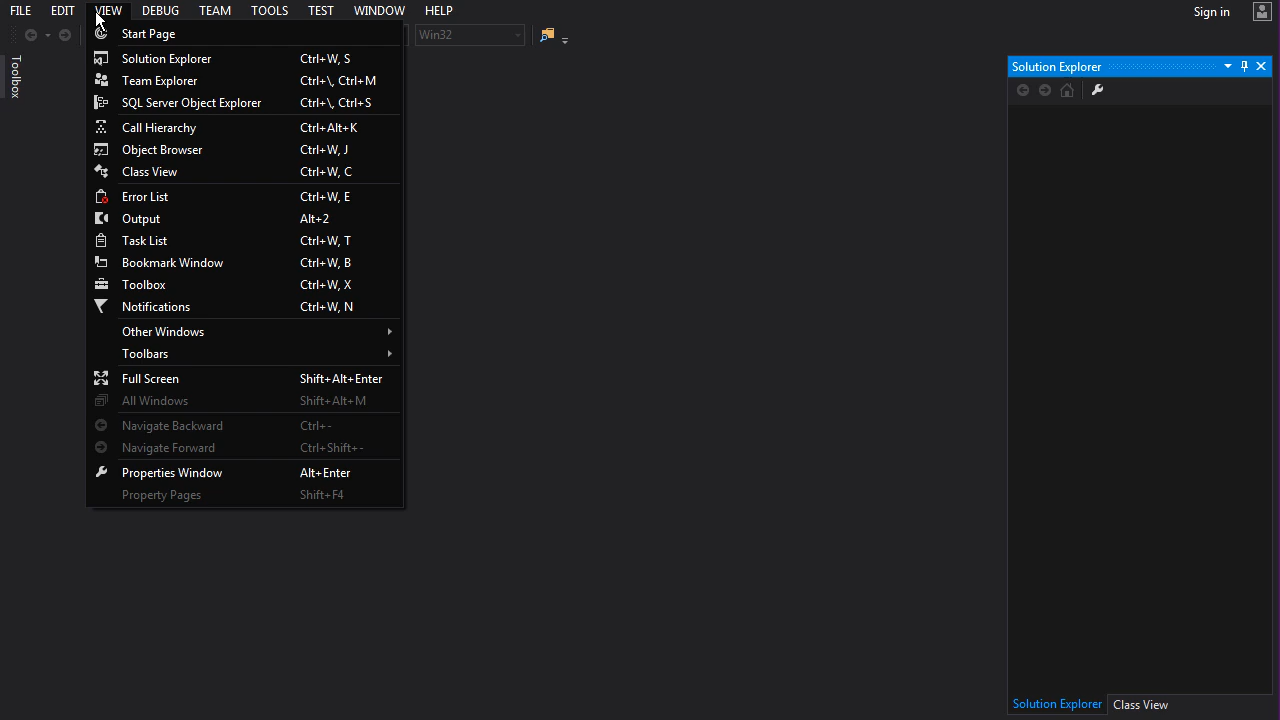 FILE EDIT VIEW DEBUG TEAM TOOLS TEST WINDOW HELP Sign in
Win32
Toolbox
Start Page
Solution Explorer Ctrl+W, S
Team Explorer Ctrl+\, Ctrl+M
SQL Server Object Explorer Ctrl+\, Ctrl+S
Call Hierarchy Ctrl+Alt+K
Object Browser Ctrl+W, J
Class View Ctrl+W, C
Error List Ctrl+W, E
Output Alt+2
Task List Ctrl+W, T
Bookmark Window Ctrl+W, B
Toolbox Ctrl+W, X
Notifications Ctrl+W, N
Other Windows
Toolbars
Full Screen Shift+Alt+Enter
All Windows Shift+Alt+M
Navigate Backward Ctrl+-
Navigate Forward Ctrl+Shift+-
Properties Window Alt+Enter
Property Pages Shift+F4
Solution Explorer
Solution Explorer Class View